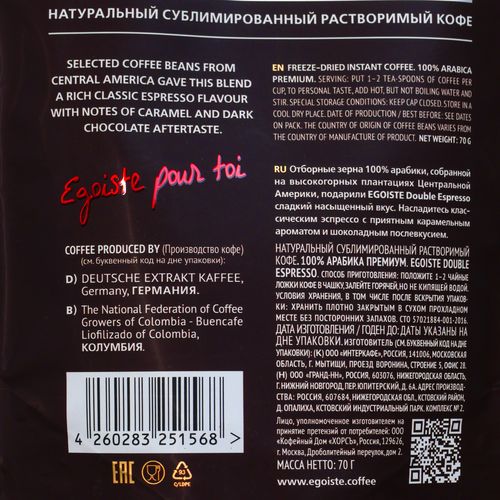 НАТУРАЛЬНЫЙ СУБЛИМИРОВАННЫЙ РАСТВОРИМЫЙ КОФЕ
SELECTED COFFEE BEANS FROM
CENTRAL AMERICA GAVE THIS BLEND
A RICH CLASSIC ESPRESSO FLAVOUR
WITH NOTES OF CARAMEL AND DARK
CHOCOLATE AFTERTASTE.
Egoiste pour toi
COFFEE PRODUCED BY (Производство кофе)
(см. буквенный код на дне упаковки):
D) DEUTSCHE EXTRAKT KAFFEE,
Germany, ГЕРМАНИЯ.
B) The National Federation of Coffee
Growers of Colombia - Buencafe
Liofilizado of Colombia,
КОЛУМБИЯ.
4 260283 251568 >
EAC
93
C/LDPE
EN FREEZE-DRIED INSTANT COFFEE. 100% ARABICA
PREMIUM. SERVING: PUT 1–2 TEA-SPOONS OF COFFEE PER
CUP, TO PERSONAL TASTE, ADD HOT, BUT NOT BOILING WATER AND
STIR. SPECIAL STORAGE CONDITIONS: KEEP CAP CLOSED. STORE IN A
COOL DRY PLACE. DATE OF PRODUCTION / BEST BEFORE: SEE DATES
ON PACK. THE COUNTRY OF ORIGIN OF COFFEE BEANS VARIES FROM
THE COUNTRY OF MANUFACTURE OF PRODUCT. NET WEIGHT: 70 G
RU Отборные зерна 100% арабики, собранной
на высокогорных плантациях Центральной
Америки, подарили EGOISTE Double Espresso
сладкий насыщенный вкус. Насладитесь клас-
сическим эспрессо с приятным карамельным
ароматом и шоколадным послевкусием.
НАТУРАЛЬНЫЙ СУБЛИМИРОВАННЫЙ РАСТВОРИМЫЙ
КОФЕ. 100% АРАБИКА ПРЕМИУМ. EGOISTE DOUBLE
ESPRESSO. СПОСОБ ПРИГОТОВЛЕНИЯ: ПОЛОЖИТЕ 1–2 ЧАЙНЫЕ
ЛОЖКИ КОФЕ В ЧАШКУ, ЗАЛЕЙТЕ ГОРЯЧЕЙ, НО НЕ КИПЯЩЕЙ ВОДОЙ.
УСЛОВИЯ ХРАНЕНИЯ, В ТОМ ЧИСЛЕ ПОСЛЕ ВСКРЫТИЯ УПАКОВ-
КИ: ХРАНИТЬ ПЛОТНО ЗАКРЫТЫМ В СУХОМ ПРОХЛАДНОМ
МЕСТЕ БЕЗ ПОСТОРОННИХ ЗАПАХОВ. СТО 57021884-001-2016.
ДАТА ИЗГОТОВЛЕНИЯ / ГОДЕН ДО: ДАТЫ УКАЗАНЫ НА
ДНЕ УПАКОВКИ. ИЗГОТОВИТЕЛИ (СМ. БУКВЕННЫЙ КОД НА ДНЕ
УПАКОВКИ): (К) ООО «ИНТЕРКАФЕ», РОССИЯ, 141006, МОСКОВСКАЯ
ОБЛАСТЬ, Г. МЫТИЩИ, ПРОЕЗД ВОРОНИНА, СТРОЕНИЕ 5, ОФИС 28.
(Н) ООО «ГРАНД-НН», РОССИЯ, 603076, НИЖЕГОРОДСКАЯ ОБЛАСТЬ,
Г. НИЖНИЙ НОВГОРОД, ПЕР.ЮПИТЕРСКИЙ, Д. 6А. АДРЕС ПРОИЗВОД-
СТВА: РОССИЯ, 607684, НИЖЕГОРОДСКАЯ ОБЛ., КСТОВСКИЙ РАЙОН,
Д. ОПАЛИХА, КСТОВСКИЙ ИНДУСТРИАЛЬНЫЙ ПАРК. КОМПЛЕКС №2.
Лицо, уполномоченное изготовителем на
принятие претензий от потребителей: ООО
«Кофейный Дом «ХОРСЪ», Россия, 129626,
г. Москва, Дроболитейный переулок, дом 2.
МАССА НЕТТО: 70 Г
www.egoiste.coffee